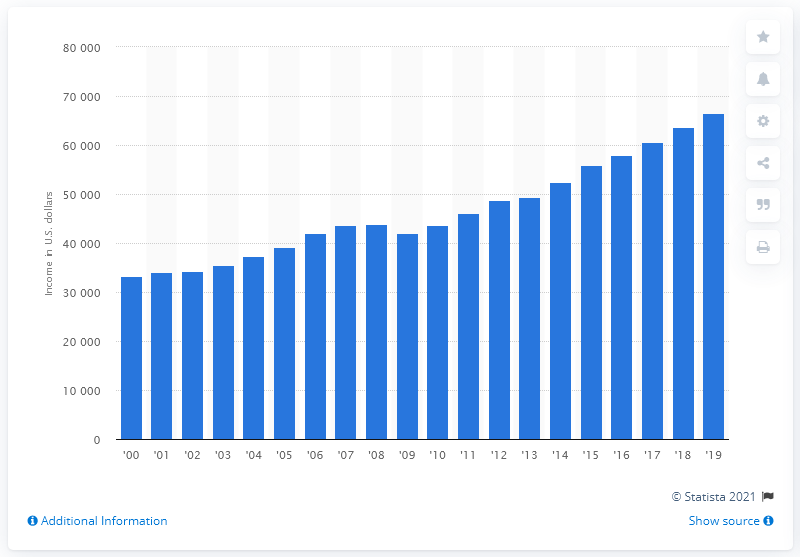 80 000
70 000
60 000
50 000
40 000
30 000
20 000
10 000
0
Income in U.S. dollars
'00 '01 '02 '03 '04 '05 '06 '07 '08 '09 '10 '11 '12 '13 '14 '15 '16 '17 '18 '19
© Statista 2021
Additional Information
Show source